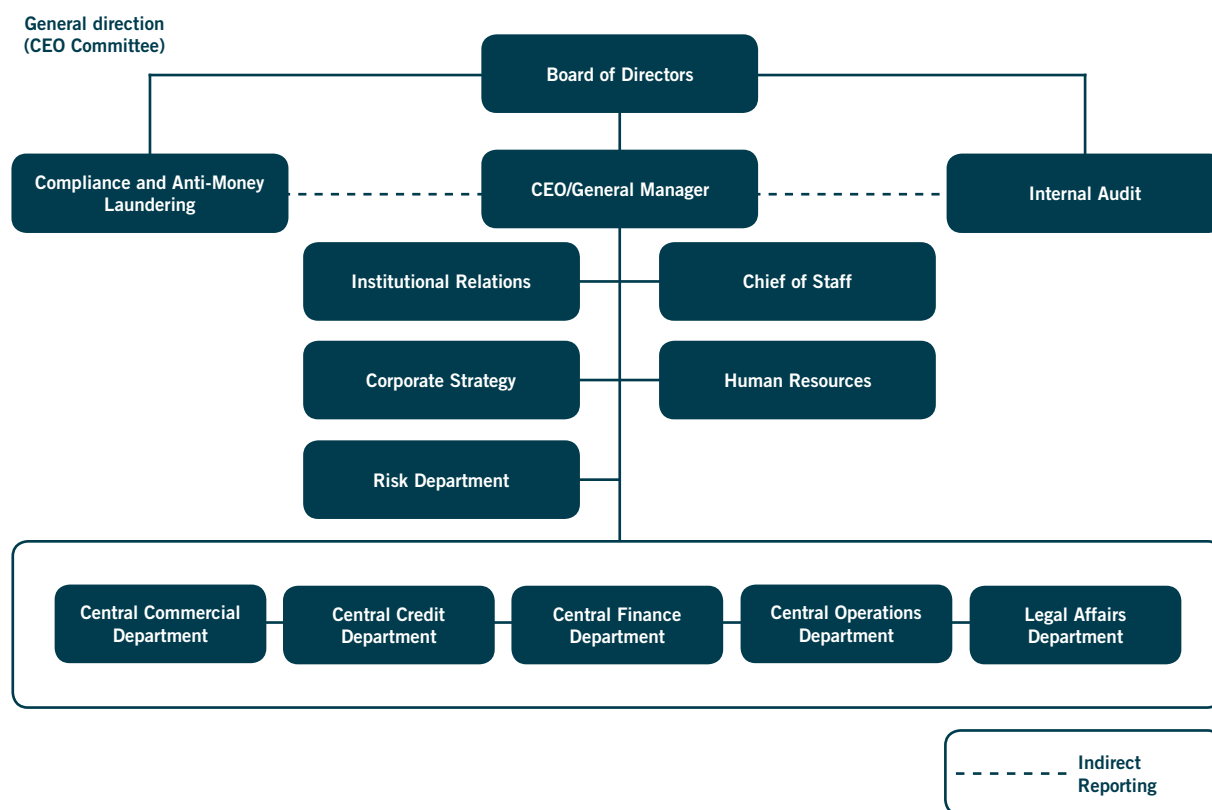 General direction
(CEO Committee)
Board of Directors
Compliance and Anti-Money
Laundering
CEO/General Manager
Internal Audit
Institutional Relations
Chief of Staff
Corporate Strategy
Human Resources
Risk Department
Central Commercial
Department
Central Credit
Department
Central Finance
Department
Central Operations
Department
Legal Affairs
Department
Indirect
Reporting